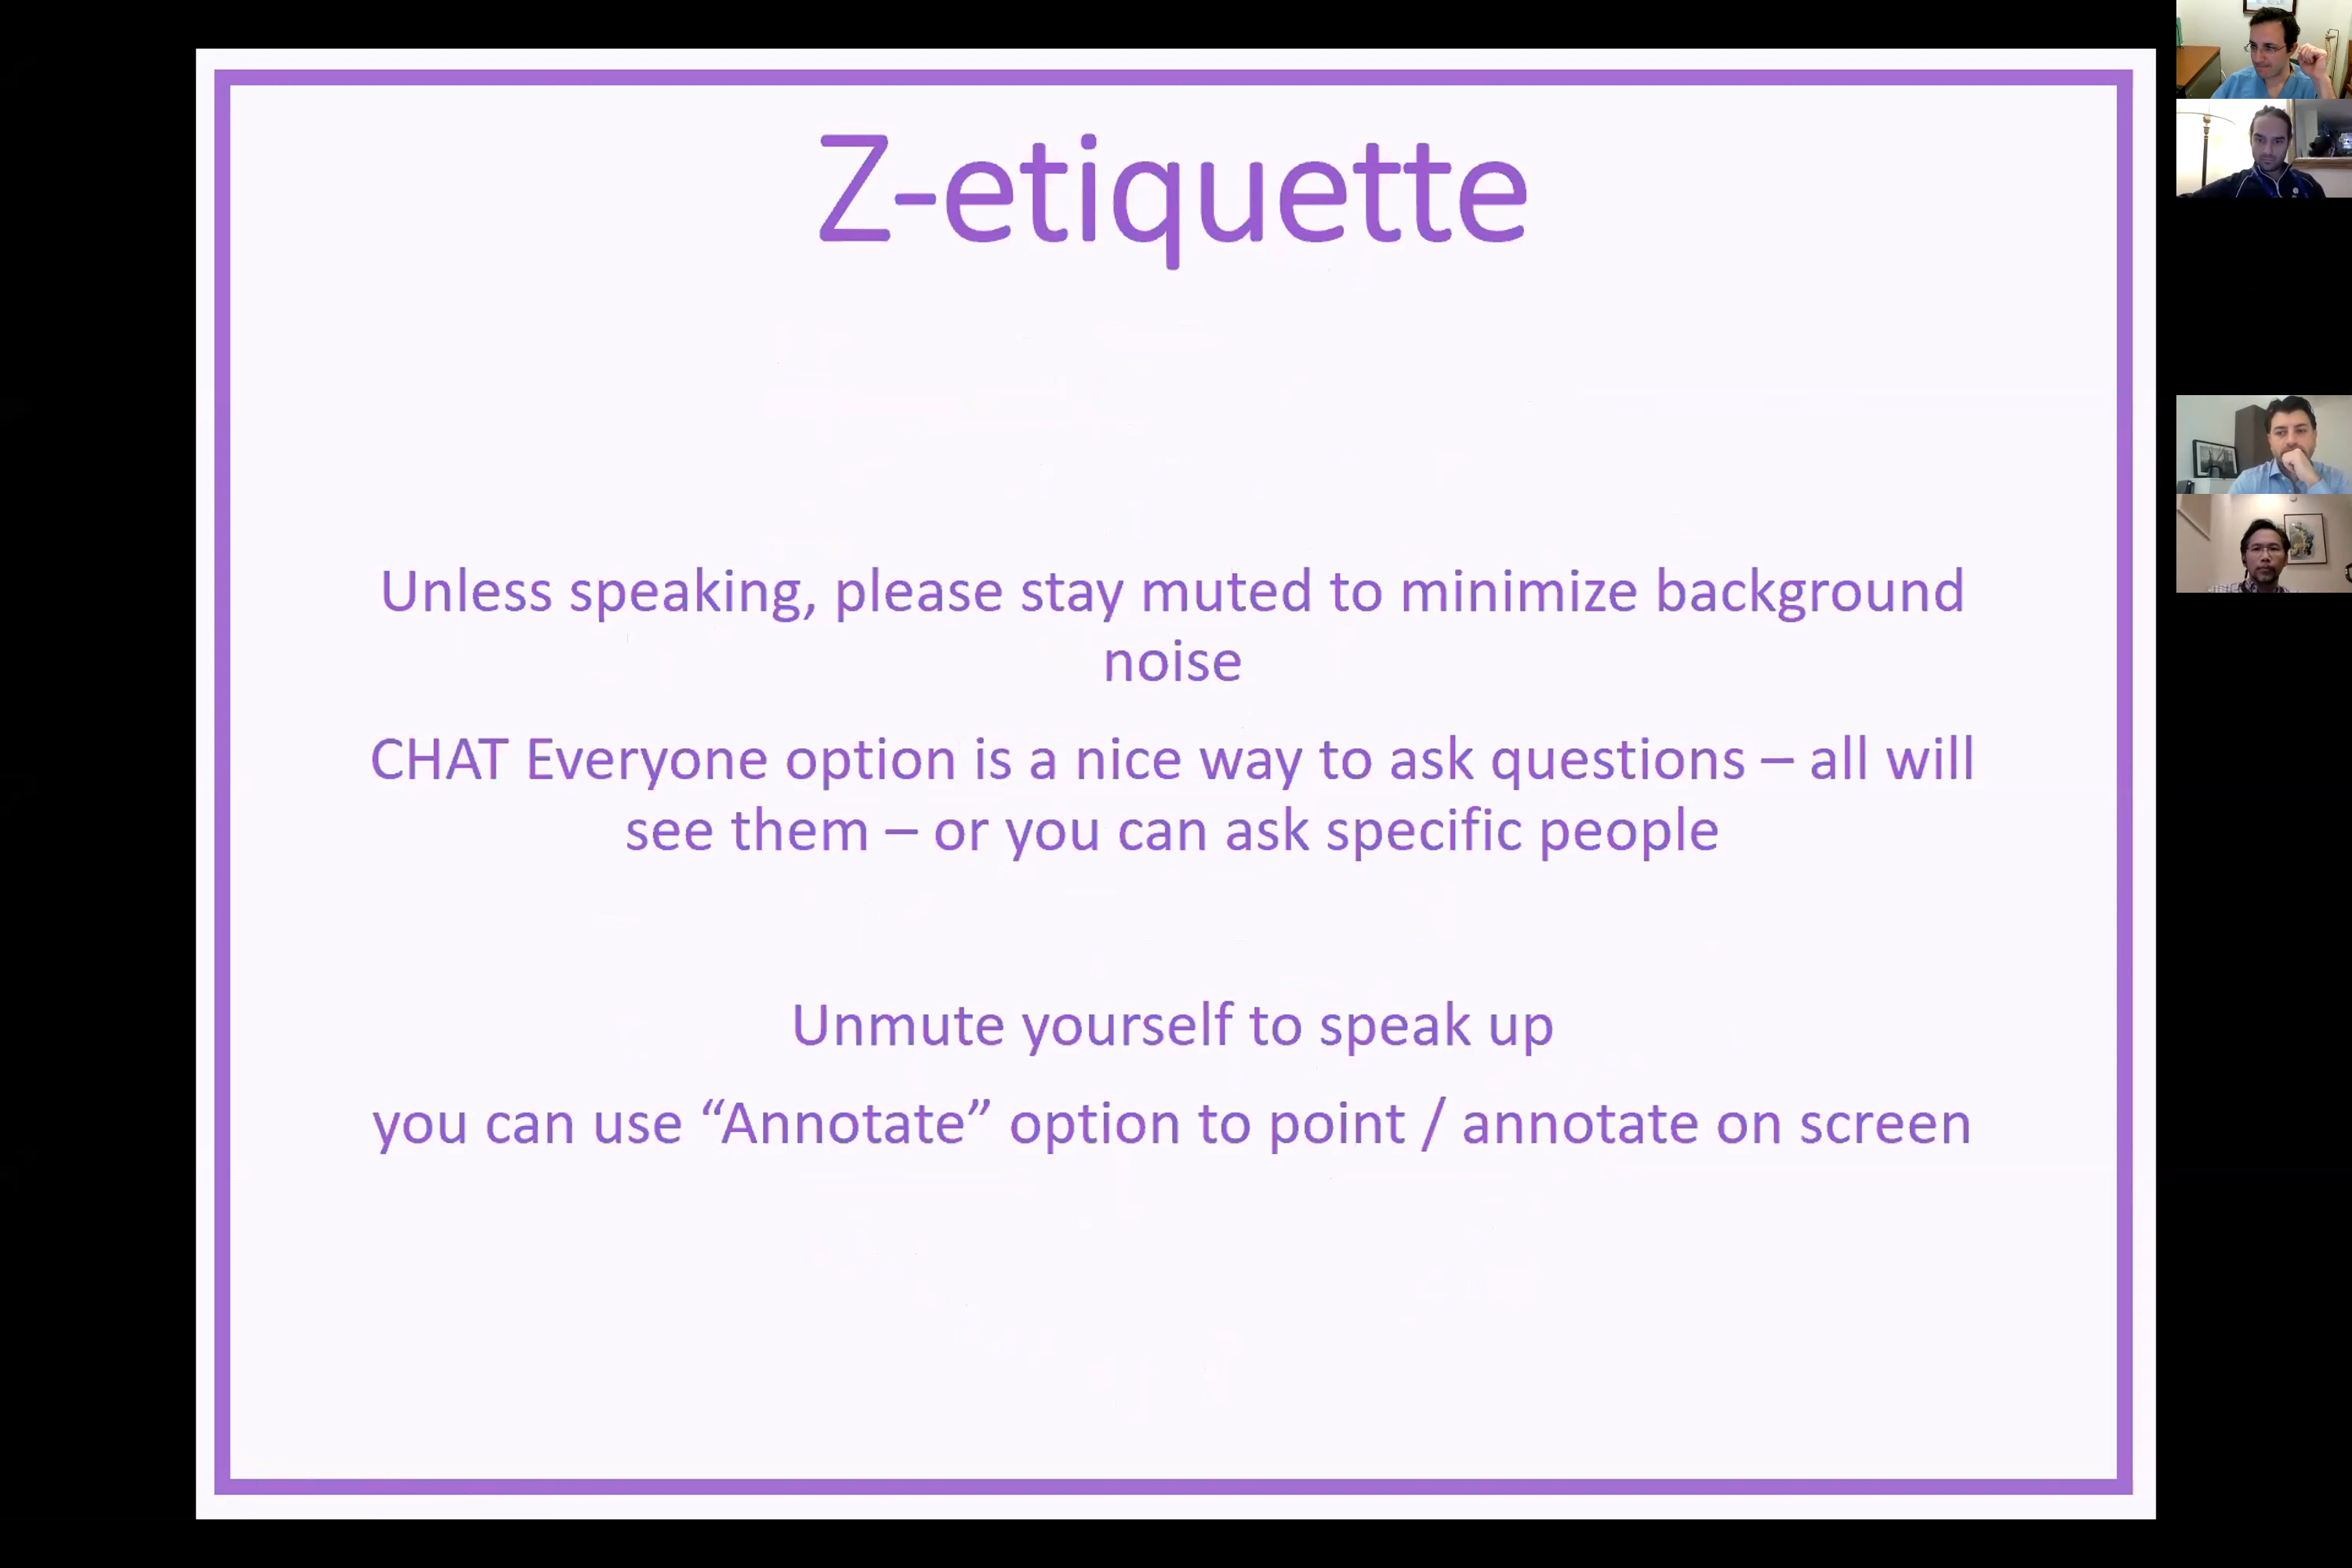 Z-etiquette
Unless speaking, please stay muted to minimize background
noise
CHAT Everyone option is a nice way to ask questions – all will
see them – or you can ask specific people
Unmute yourself to speak up
you can use “Annotate” option to point / annotate on screen